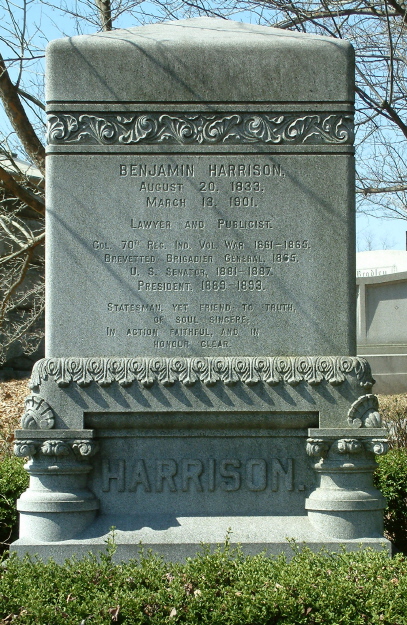 BENJAMIN HARRISON.
AUGUST 20, 1833.
MARCH 13, 1901.
LAWYER AND PUBLICIST.
COL. 70TH REG. IND. VOL. WAR 1861-1865.
BREVETTED, BRIGADIER GENERAL, 1865.
U. S. SENATOR, 1881-1887.
PRESIDENT, 1889-1893.
STATESMAN, YET FRIEND TO TRUTH,
OF SOUL SINCERE,
IN ACTION FAITHFUL, AND IN
HONOUR CLEAR.
HARRISON.